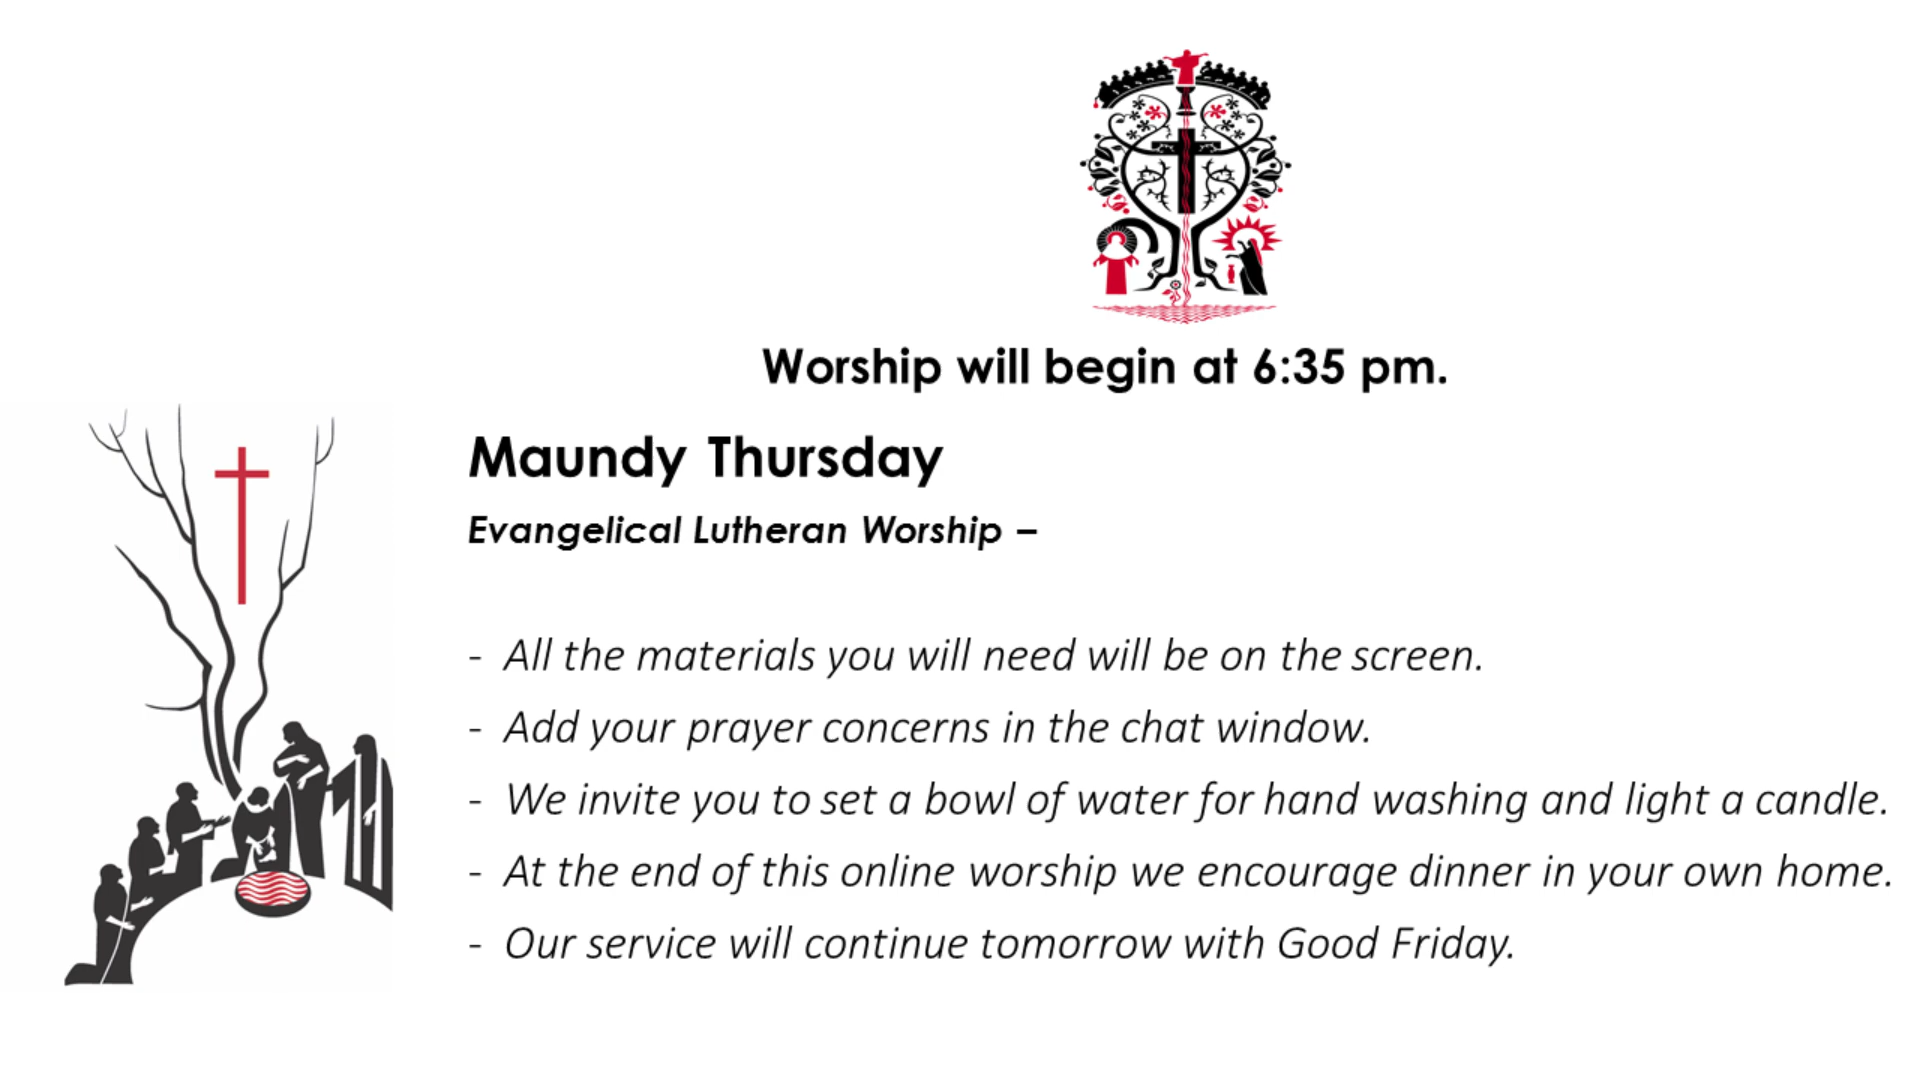 Worship will begin at 6:35 pm.
Maundy Thursday
Evangelical Lutheran Worship –
- All the materials you will need will be on the screen.
- Add your prayer concerns in the chat window.
- We invite you to set a bowl of water for hand washing and light a candle.
- At the end of this online worship we encourage dinner in your own home.
- Our service will continue tomorrow with Good Friday.